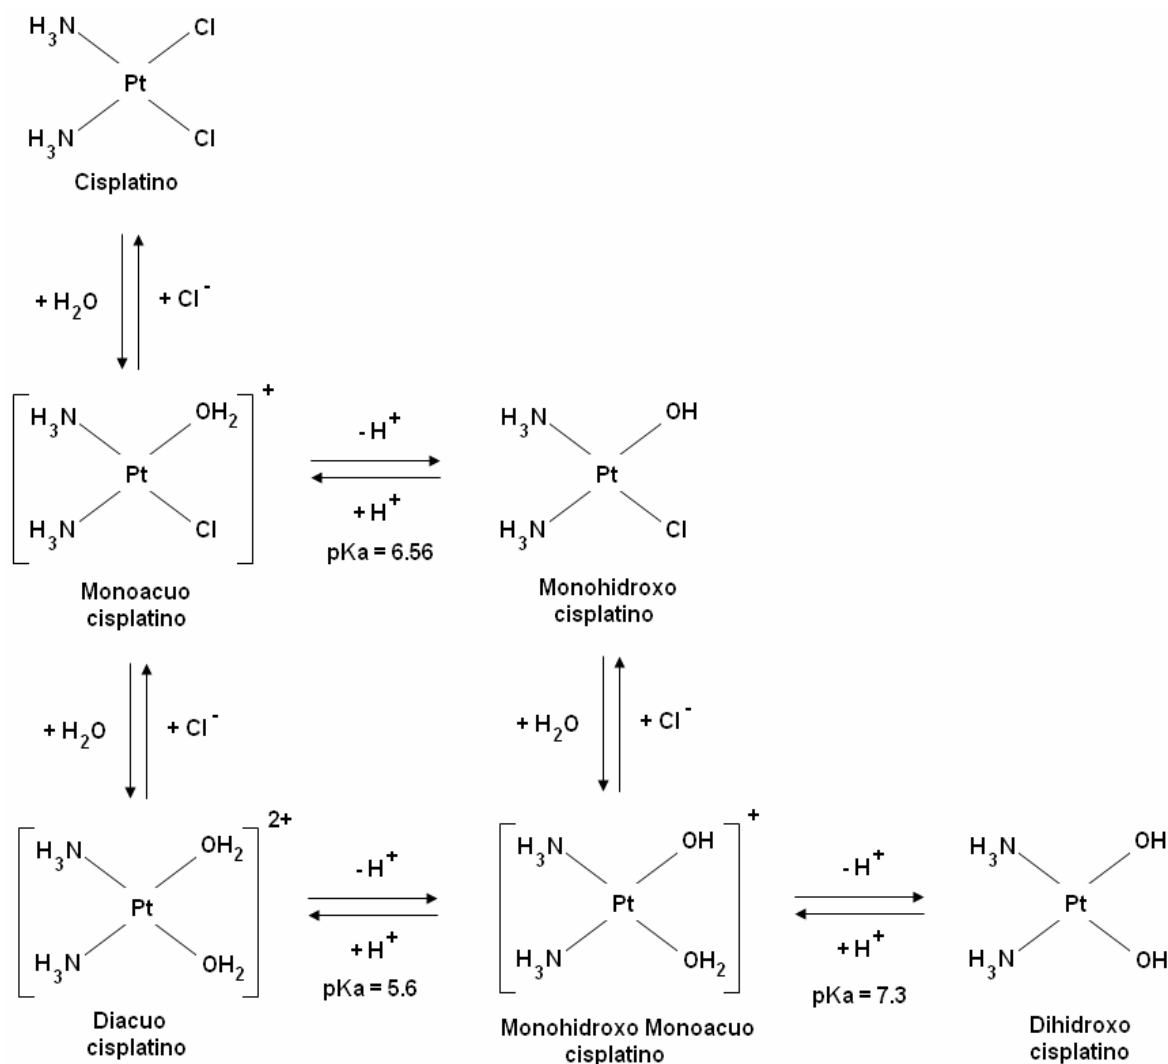 H₃N Cl
Pt
H₃N Cl
Cisplatino
+ H₂O + Cl⁻
+
H₃N OH₂
Pt
H₃N Cl
Monoacuo
cisplatino
- H⁺
+ H⁺
pKa = 6.56
H₃N OH
Pt
H₃N Cl
Monohidroxo
cisplatino
+ H₂O + Cl⁻
+ H₂O + Cl⁻
2+
H₃N OH₂
Pt
H₃N OH₂
Diacuo
cisplatino
- H⁺
+ H⁺
pKa = 5.6
+
H₃N OH
Pt
H₃N OH₂
Monohidroxo Monoacuo
cisplatino
- H⁺
+ H⁺
pKa = 7.3
H₃N OH
Pt
H₃N OH
Dihidroxo
cisplatino